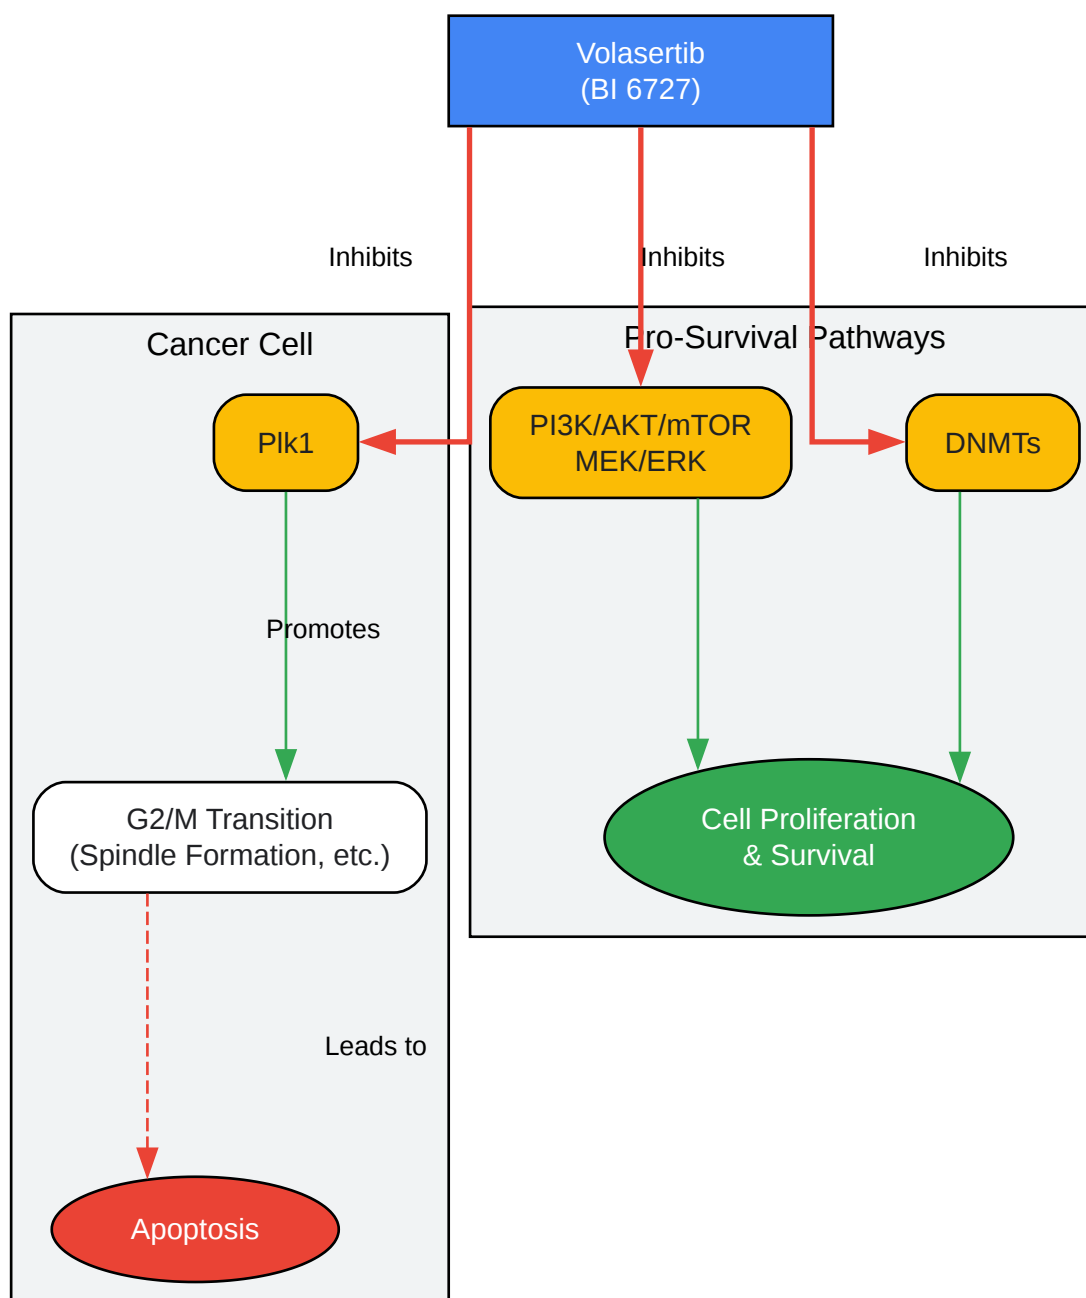 Volasertib
(BI 6727)
Inhibits
Inhibits
Inhibits
Cancer Cell
Pro-Survival Pathways
Plk1
PI3K/AKT/mTOR
MEK/ERK
DNMTs
Promotes
G2/M Transition
(Spindle Formation, etc.)
Cell Proliferation
& Survival
Leads to
Apoptosis